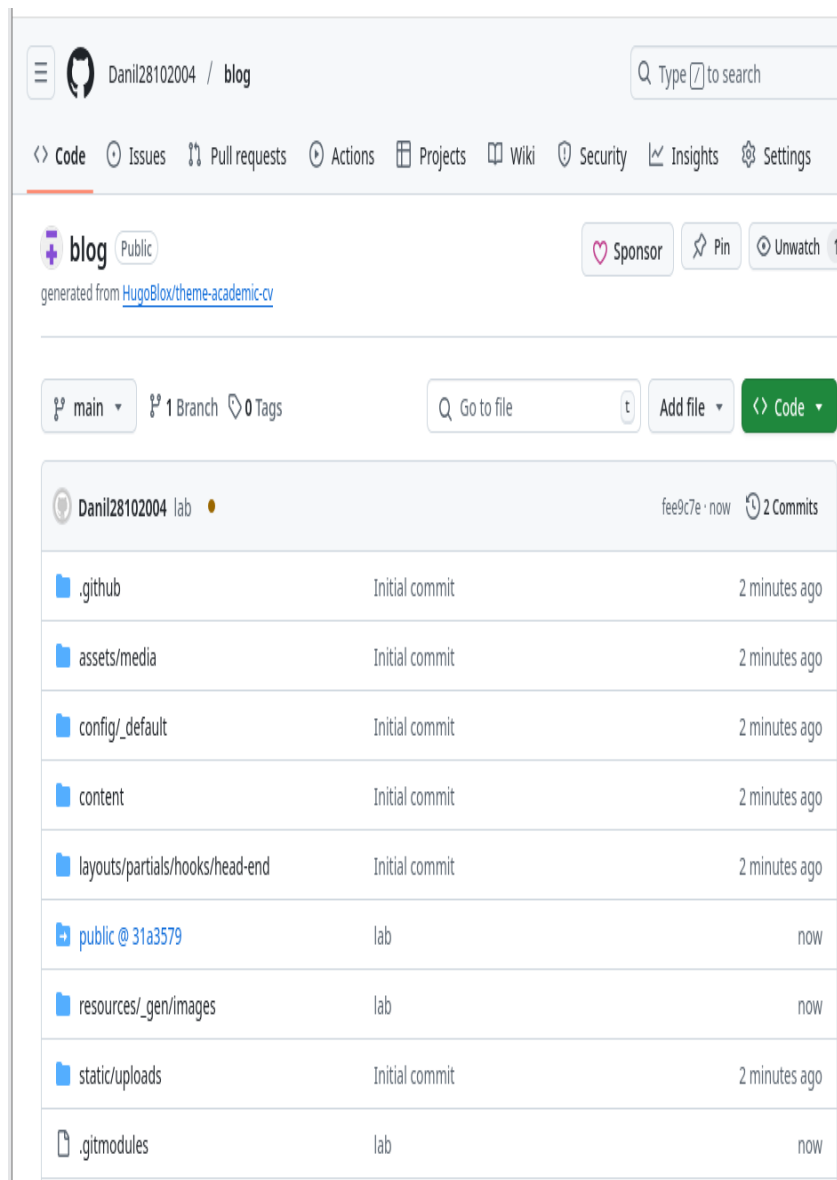 Danil28102004 / blog
Type / to search
Code Issues Pull requests Actions Projects Wiki Security Insights Settings
blog Public
Sponsor Pin Unwatch 1
generated from HugoBlox/theme-academic-cv
main 1 Branch 0 Tags
Go to file t Add file Code
Danil28102004 lab fee9c7e · now 2 Commits
.github Initial commit 2 minutes ago
assets/media Initial commit 2 minutes ago
config/_default Initial commit 2 minutes ago
content Initial commit 2 minutes ago
layouts/partials/hooks/head-end Initial commit 2 minutes ago
public @ 31a3579 lab now
resources/_gen/images lab now
static/uploads Initial commit 2 minutes ago
.gitmodules lab now